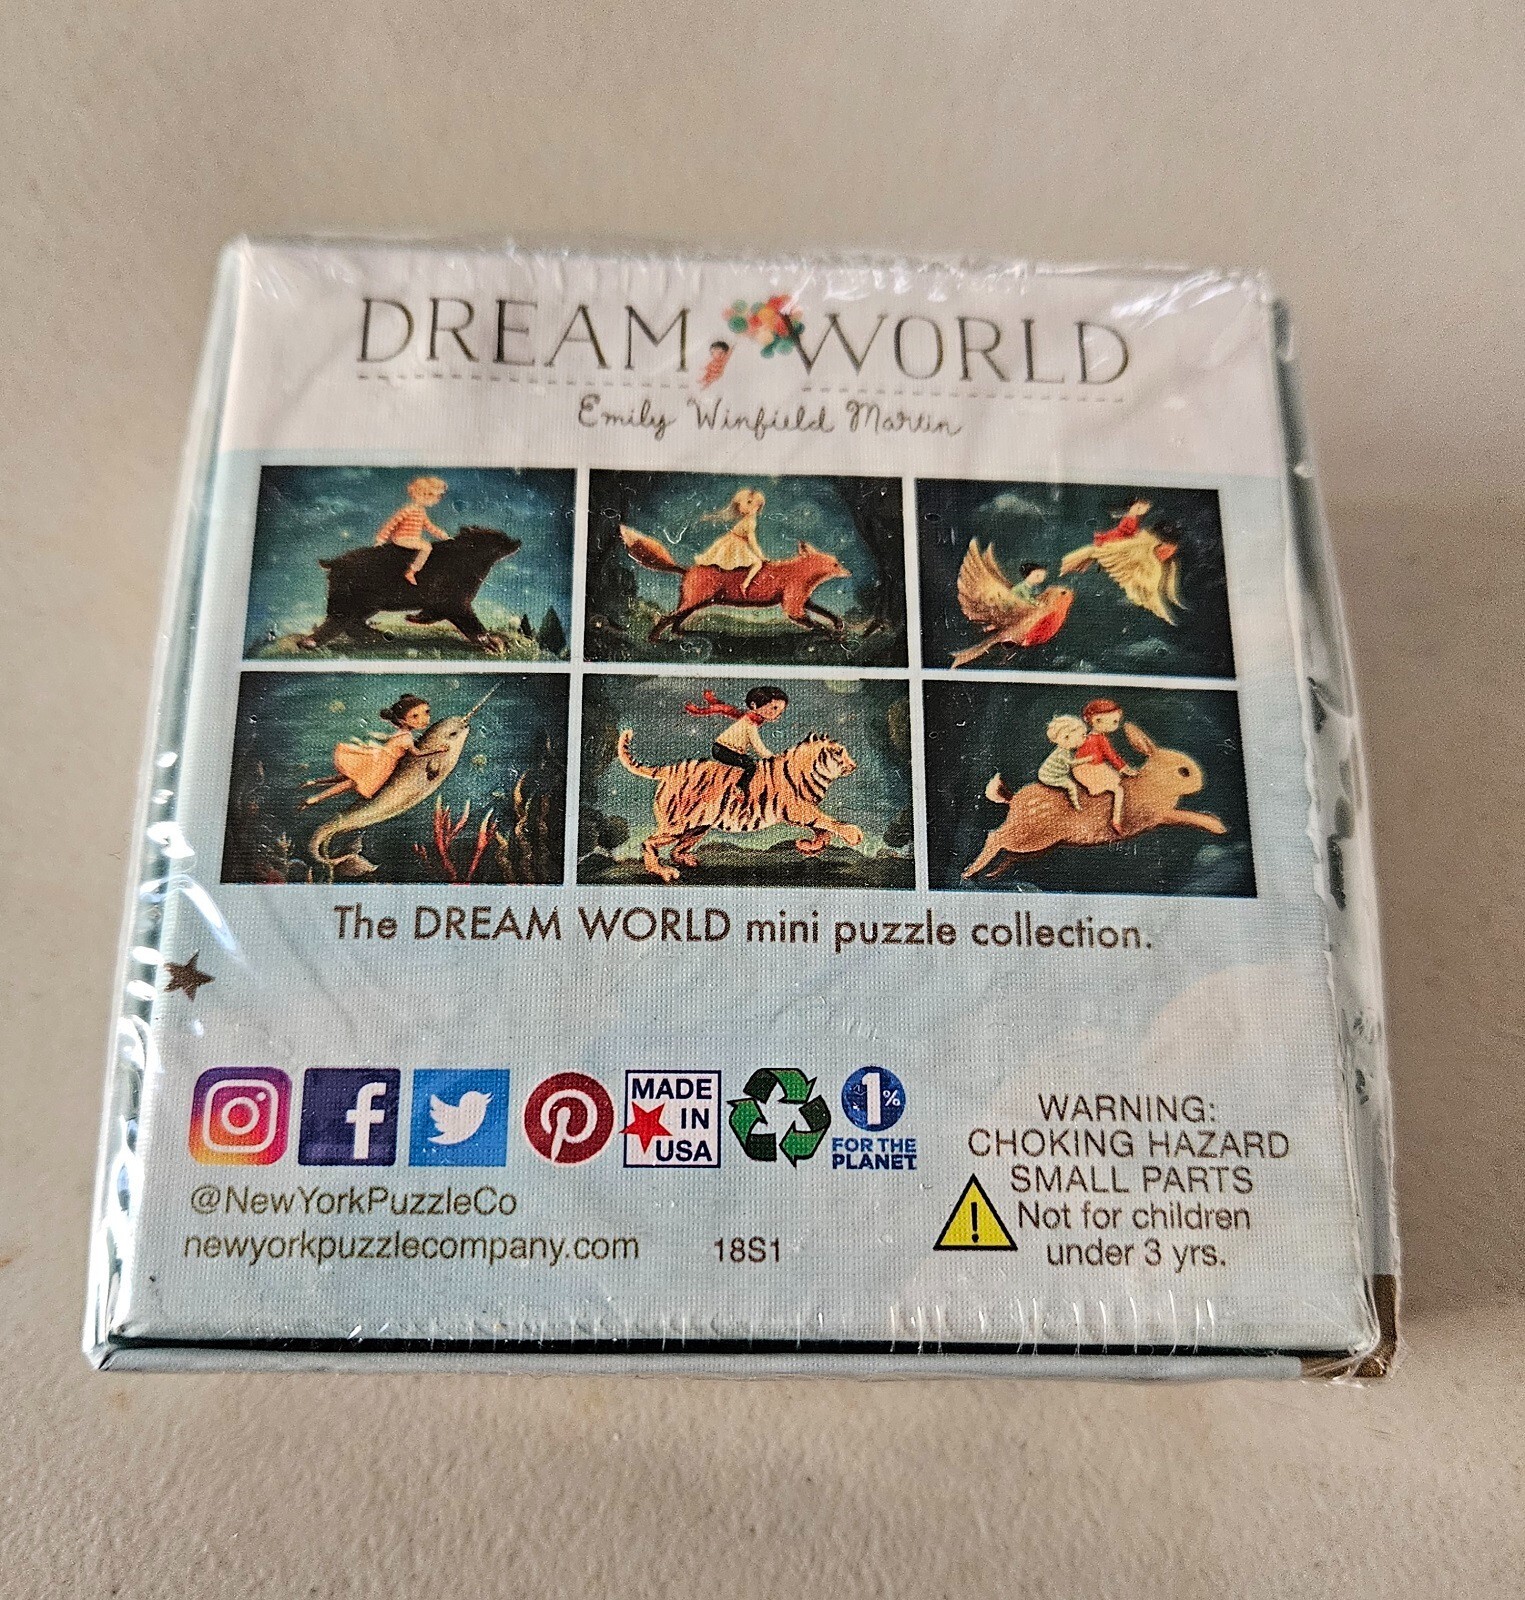 DREAM WORLD
Emily Winfield Martin
The DREAM WORLD mini puzzle collection.
MADE
IN
USA
1%
FOR THE
PLANET
@NewYorkPuzzleCo
newyorkpuzzlecompany.com
18S1
WARNING:
CHOKING HAZARD
SMALL PARTS
Not for children
under 3 yrs.